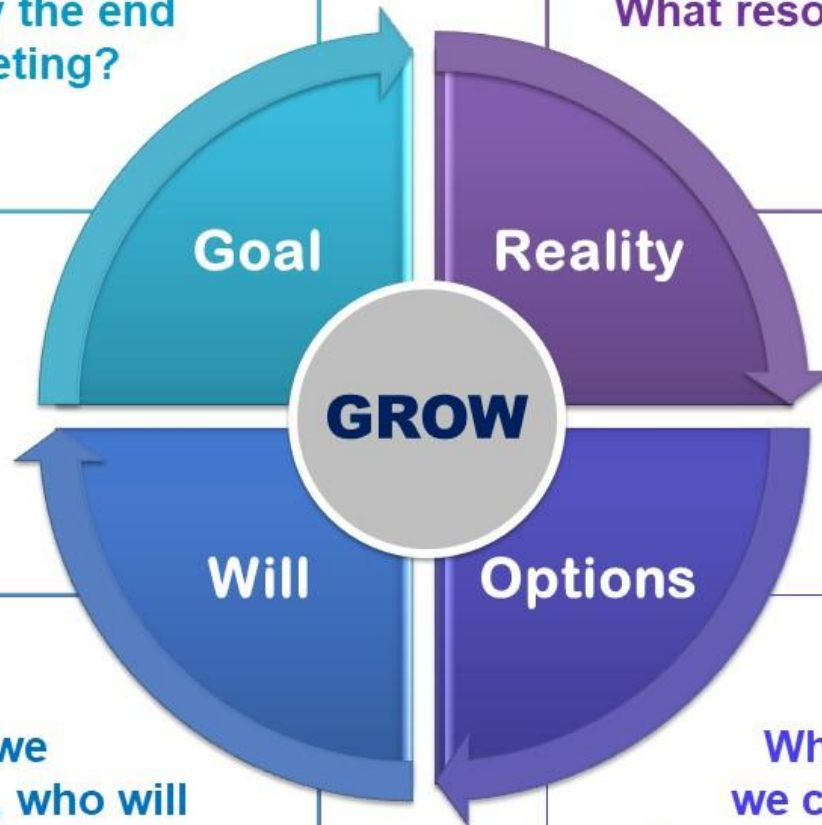 the end
eting?
What reso
Goal
Reality
GROW
Will
Options
we
who will
Wh
we c